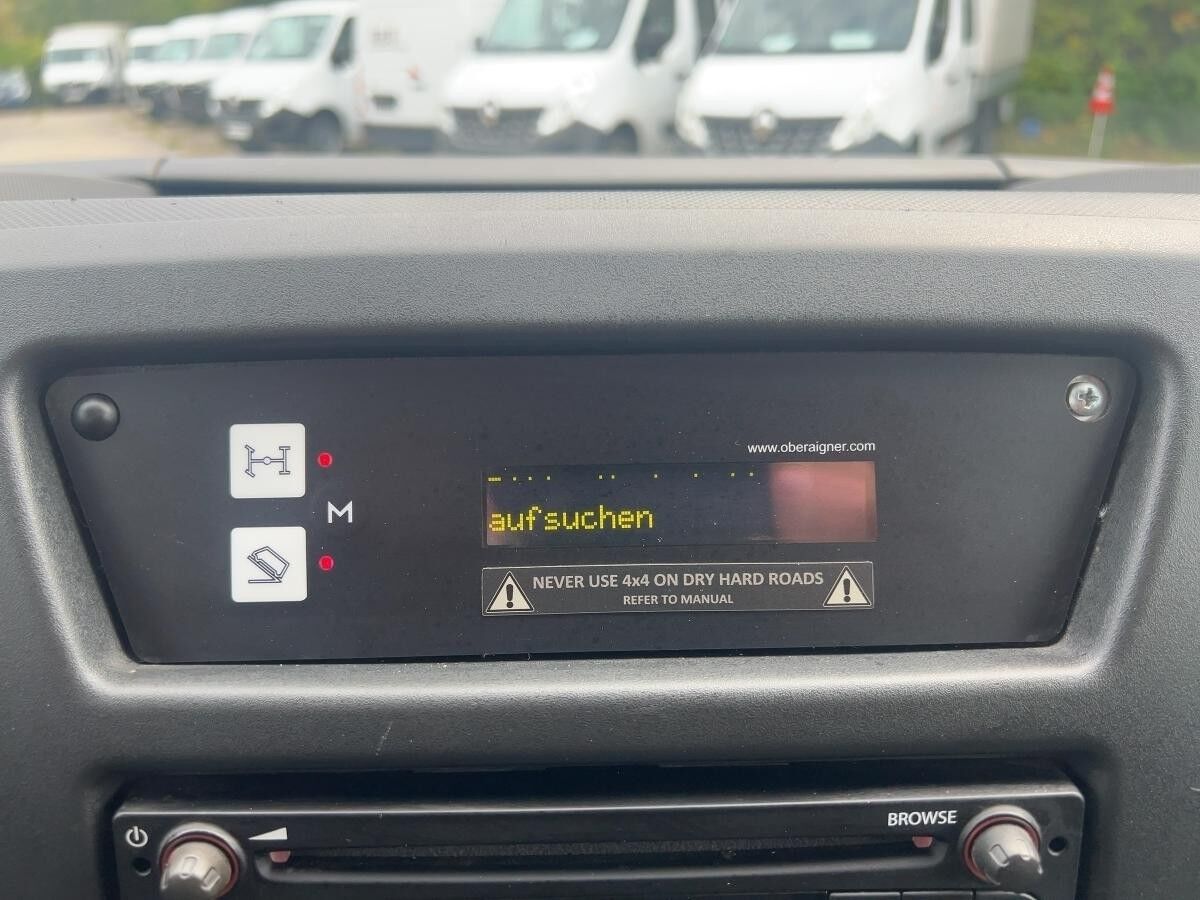 www.oberaigner.com
M
aufsuchen
NEVER USE 4x4 ON DRY HARD ROADS
REFER TO MANUAL
BROWSE